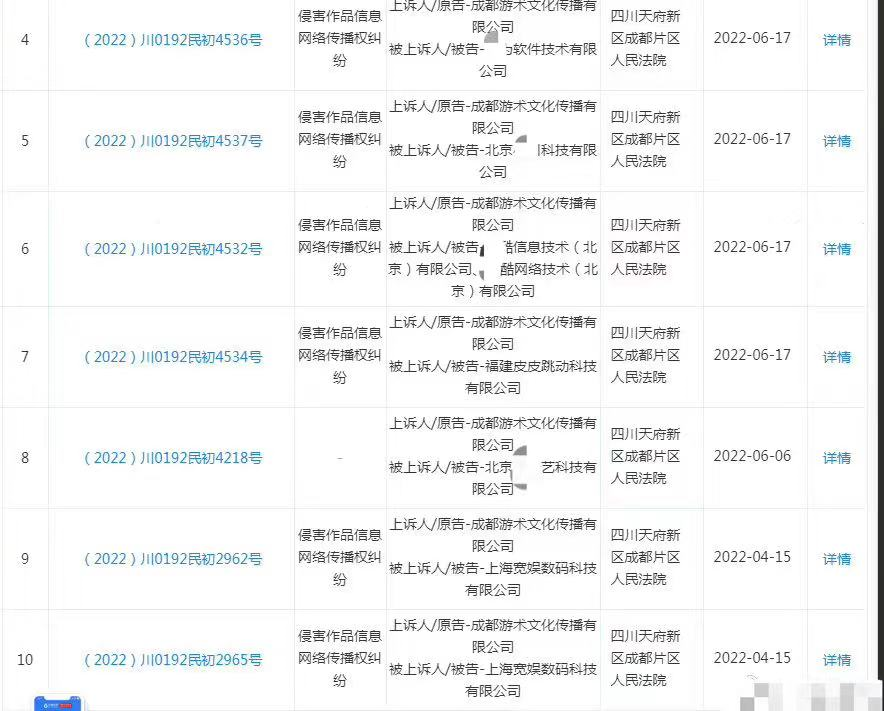 4
（2022）川0192民初4536号
侵害作品信息
网络传播权纠
纷
上诉人/原告-成都游术文化传播有
限公司
被上诉人/被告- 软件技术有限
公司
四川天府新
区成都片区
人民法院
2022-06-17
详情
5
（2022）川0192民初4537号
侵害作品信息
网络传播权纠
纷
上诉人/原告-成都游术文化传播有
限公司
被上诉人/被告-北京 科技有限
公司
四川天府新
区成都片区
人民法院
2022-06-17
详情
6
（2022）川0192民初4532号
侵害作品信息
网络传播权纠
纷
上诉人/原告-成都游术文化传播有
限公司
被上诉人/被告 酷信息技术（北
京）有限公司、 酷网络技术（北
京）有限公司
四川天府新
区成都片区
人民法院
2022-06-17
详情
7
（2022）川0192民初4534号
侵害作品信息
网络传播权纠
纷
上诉人/原告-成都游术文化传播有
限公司
被上诉人/被告-福建皮皮跳动科技
有限公司
四川天府新
区成都片区
人民法院
2022-06-17
详情
8
（2022）川0192民初4218号
-
上诉人/原告-成都游术文化传播有
限公司
被上诉人/被告-北京 艺科技有
限公司
四川天府新
区成都片区
人民法院
2022-06-06
详情
9
（2022）川0192民初2962号
侵害作品信息
网络传播权纠
纷
上诉人/原告-成都游术文化传播有
限公司
被上诉人/被告-上海宽娱数码科技
有限公司
四川天府新
区成都片区
人民法院
2022-04-15
详情
10
（2022）川0192民初2965号
侵害作品信息
网络传播权纠
纷
上诉人/原告-成都游术文化传播有
限公司
被上诉人/被告-上海宽娱数码科技
有限公司
四川天府新
区成都片区
人民法院
2022-04-15
详情